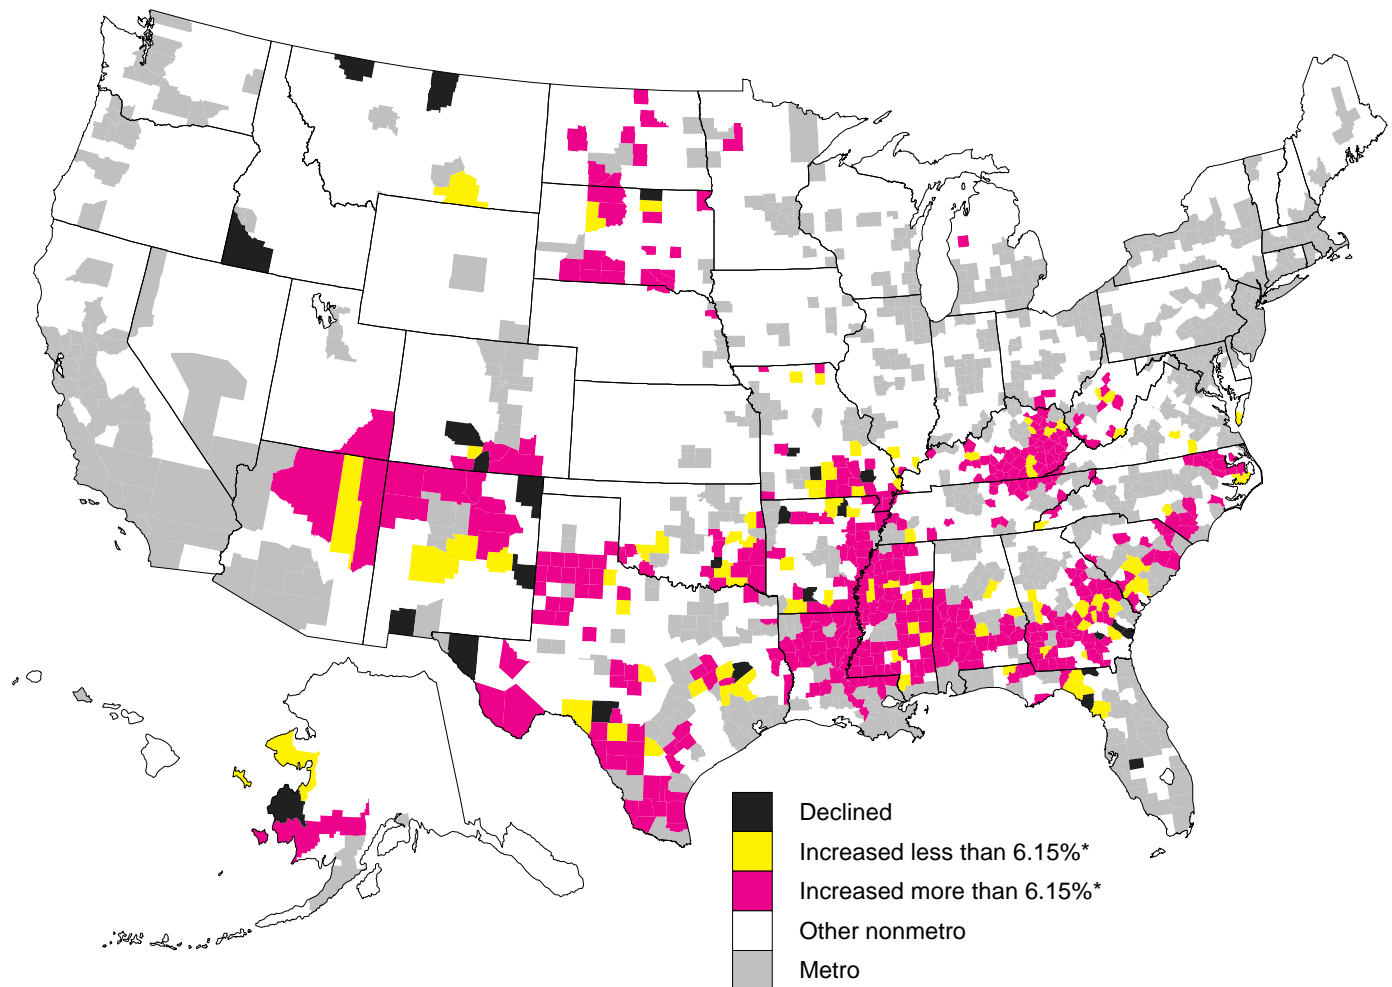 Declined
Increased less than 6.15%*
Increased more than 6.15%*
Other nonmetro
Metro